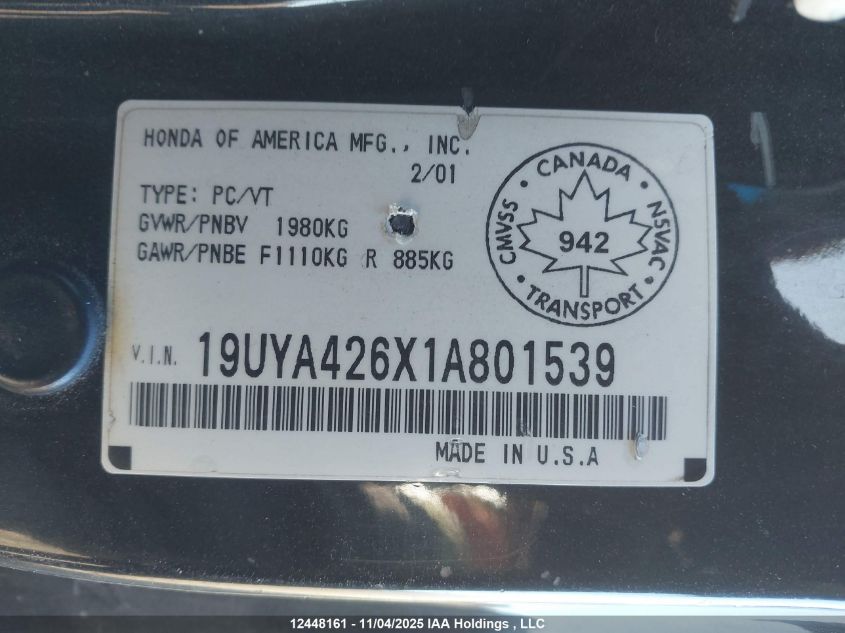 HONDA OF AMERICA MFG., INC.
2/01
TYPE: PC/VT
GVWR/PNBV 1980KG
GAWR/PNBE F1110KG R 885KG
CANADA
CMVSS
NSVAC
942
• TRANSPORT •
V.I.N. 19UYA426X1A801539
MADE IN U.S.A
12448161 - 11/04/2025 IAA Holdings , LLC